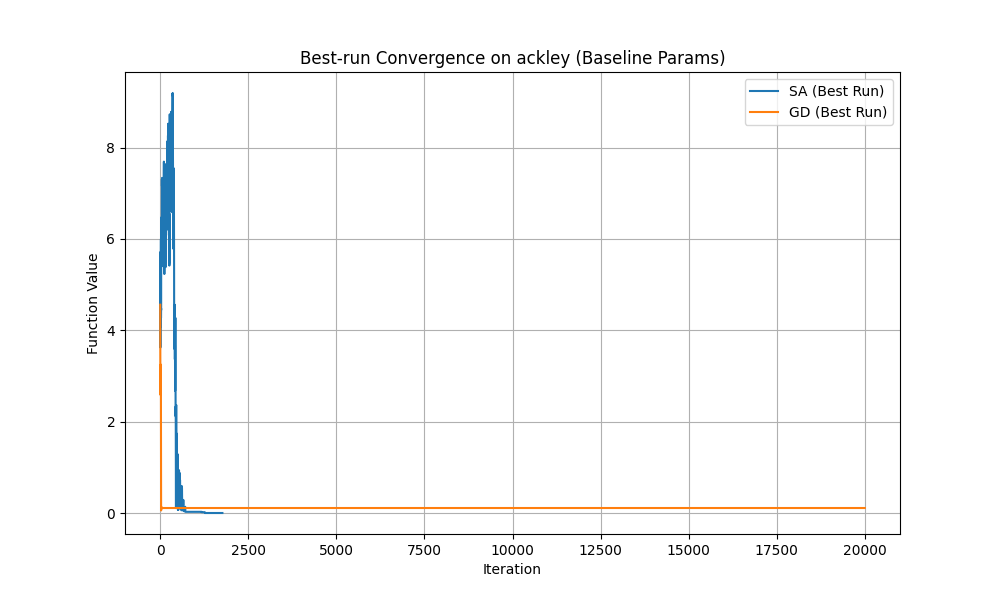 Best-run Convergence on ackley (Baseline Params)
SA (Best Run)
GD (Best Run)
Function Value
8
6
4
2
0
0 2500 5000 7500 10000 12500 15000 17500 20000
Iteration